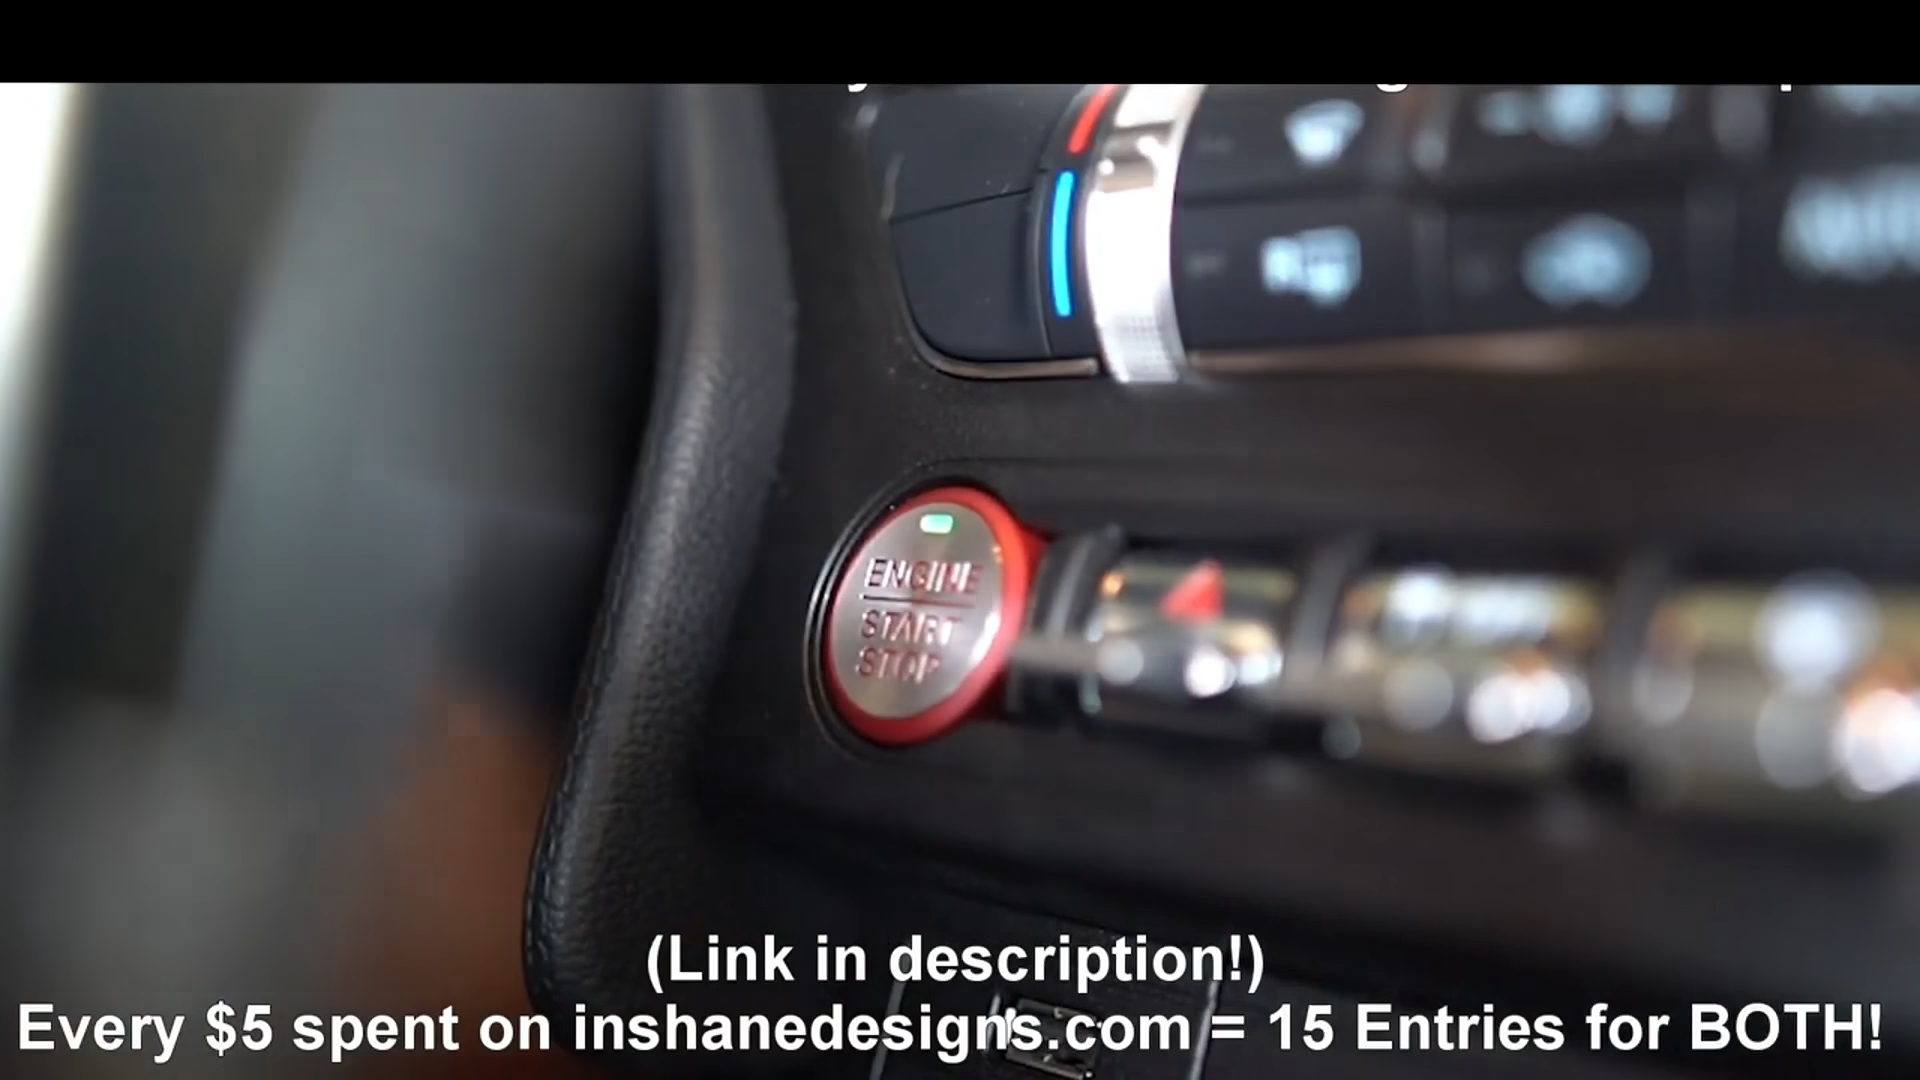 ENGINE
START
STOP
(Link in description!)
Every $5 spent on inshanedesigns.com = 15 Entries for BOTH!